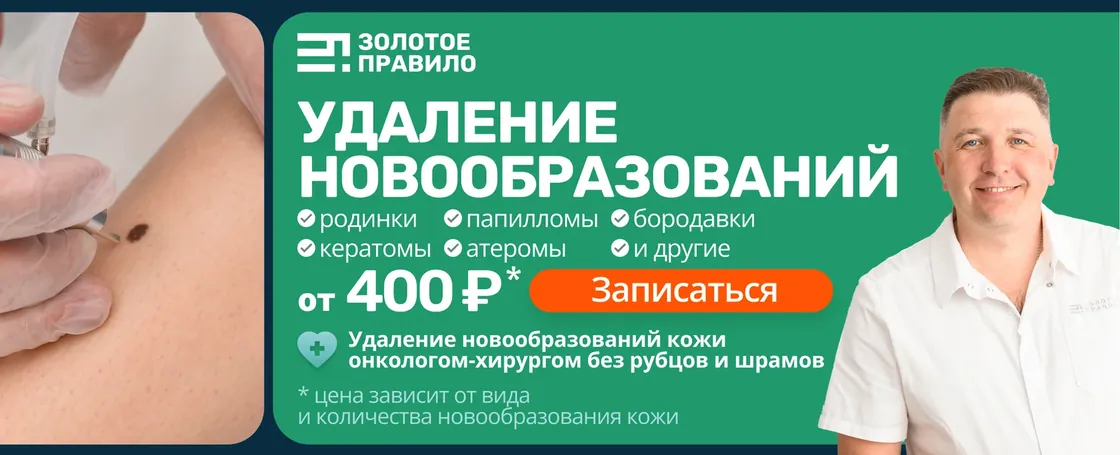 ЗОЛОТОЕ
ПРАВИЛО
УДАЛЕНИЕ
НОВООБРАЗОВАНИЙ
родинки папилломы бородавки
кератомы атеромы и другие
от 400 ₽*
Записаться
Удаление новообразований кожи
онкологом-хирургом без рубцов и шрамов
* цена зависит от вида
и количества новообразования кожи